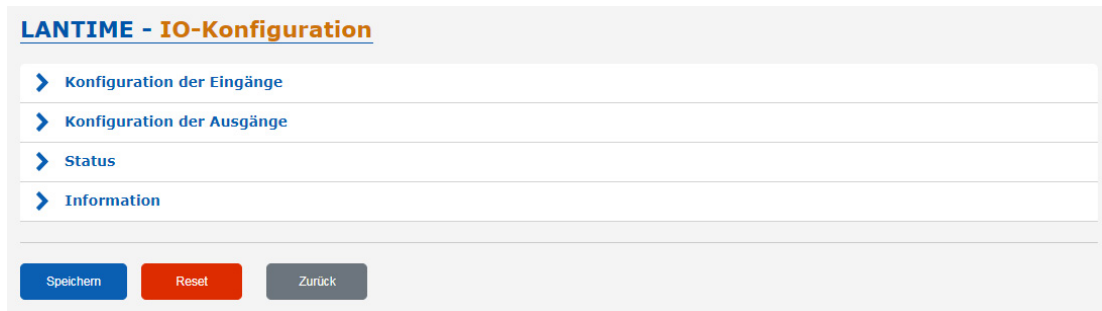 LANTIME - IO-Konfiguration
Konfiguration der Eingänge
Konfiguration der Ausgänge
Status
Information
Speichern Reset Zurück